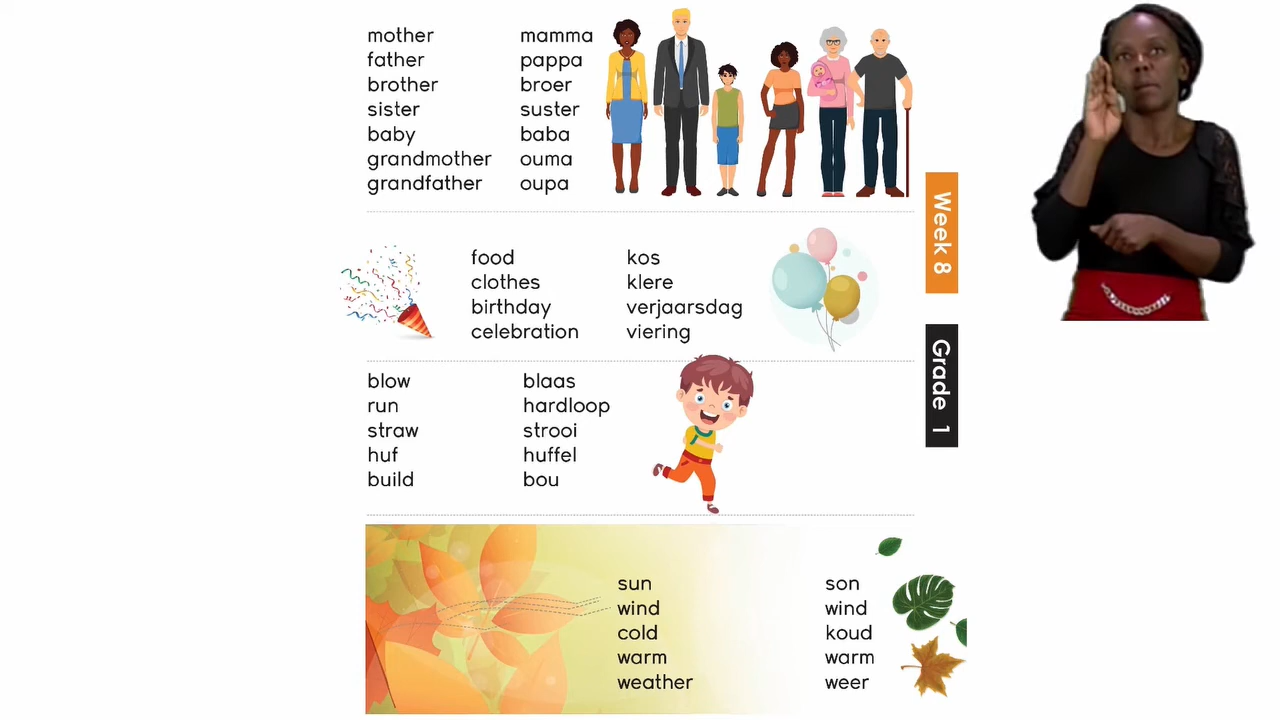 mother mamma
father pappa
brother broer
sister suster
baby baba
grandmother ouma
grandfather oupa
food kos
clothes klere
birthday verjaarsdag
celebration viering
blow blaas
run hardloop
straw strooi
huf huffel
build bou
sun son
wind wind
cold koud
warm warm
weather weer
Week 8
Grade 1